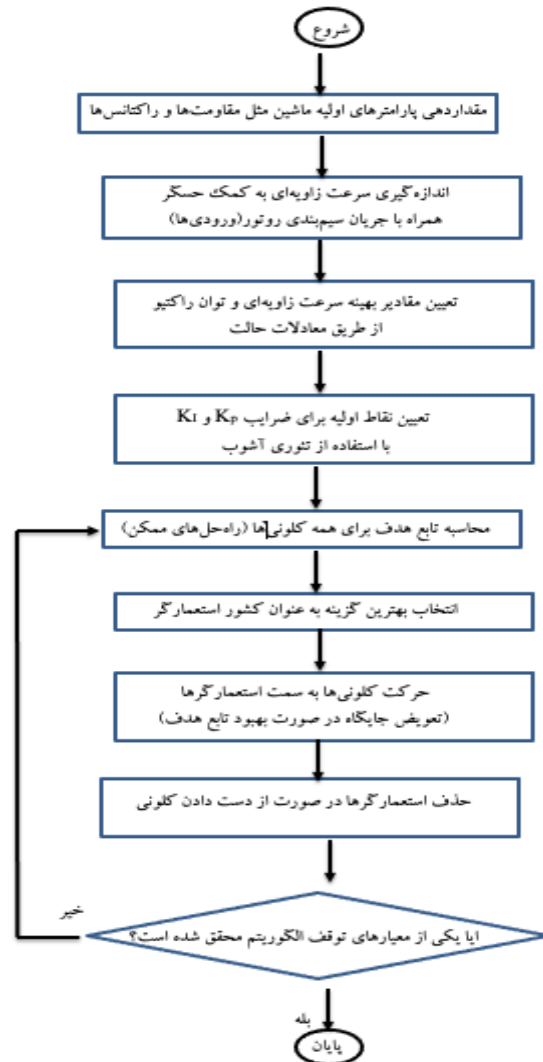 شروع
مقداردهی پارامترهای اولیه ماشین مثل مقاومت‌ها و راکتانس‌ها
اندازه‌گیری سرعت زاویه‌ای به کمک حسگر
همراه با جریان سیم‌بندی روتور(ورودی‌ها)
تعیین مقادیر بهینه سرعت زاویه‌ای و توان راکتیو
از طریق معادلات حالت
تعیین نقاط اولیه برای ضرایب KP و KI
با استفاده از تئوری آشوب
محاسبه تابع هدف برای همه کلونی‌ها (راه‌حل‌های ممکن)
انتخاب بهترین گزینه به عنوان کشور استعمارگر
حرکت کلونی‌ها به سمت استعمارگرها
(تعویض جایگاه در صورت بهبود تابع هدف)
حذف استعمارگرها در صورت از دست دادن کلونی
خیر
ایا یکی از معیارهای توقف الگوریتم محقق شده است؟
بله
پایان